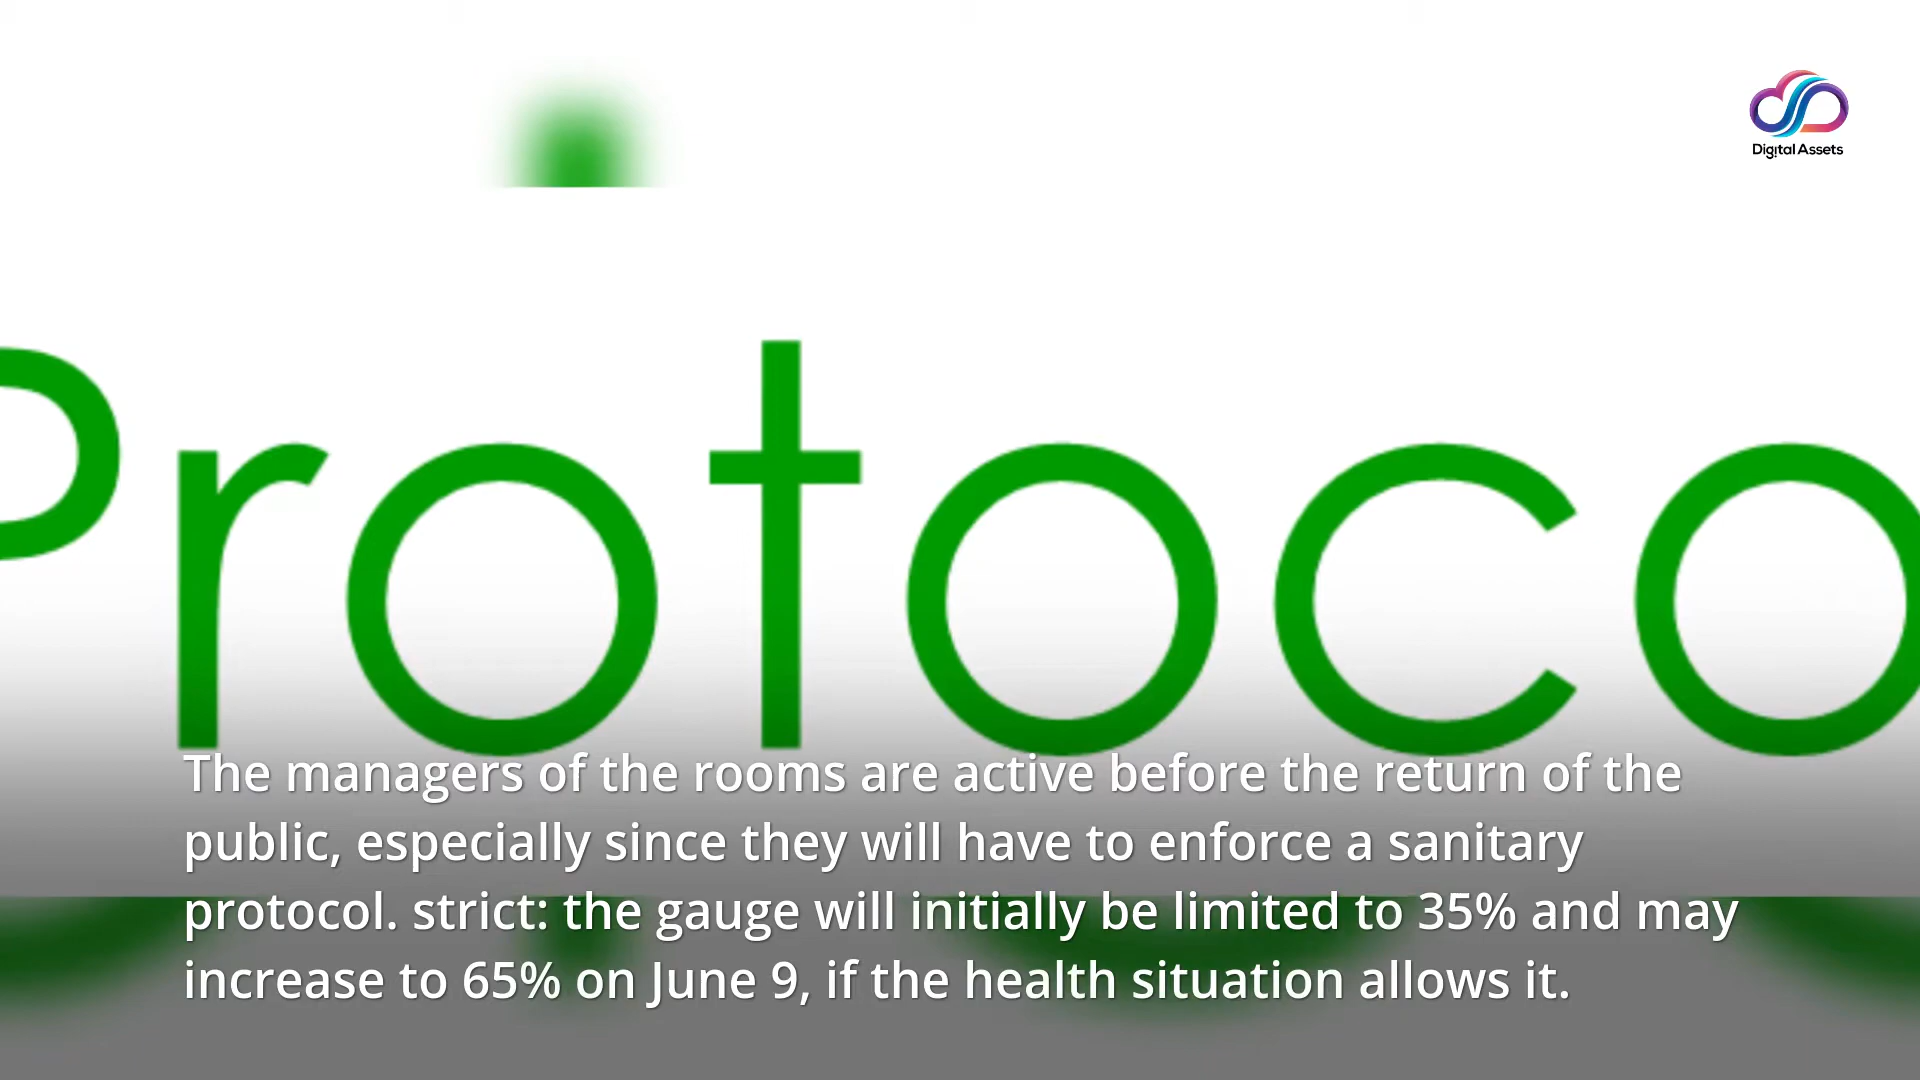 Digital Assets
Protoco
The managers of the rooms are active before the return of the
public, especially since they will have to enforce a sanitary
protocol. strict: the gauge will initially be limited to 35% and may
increase to 65% on June 9, if the health situation allows it.